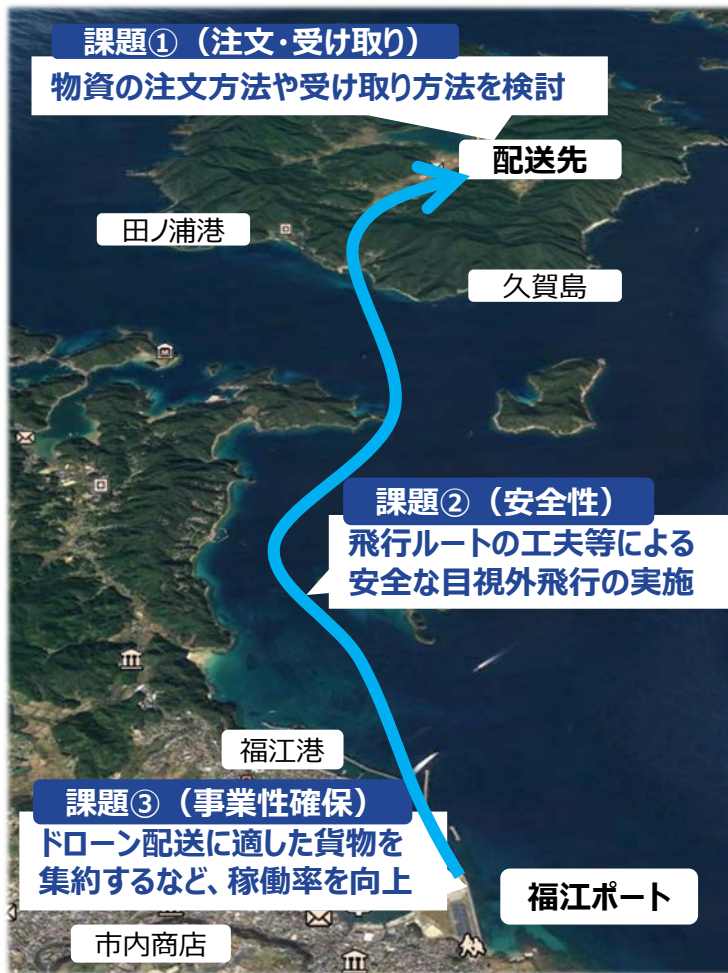 課題①（注文・受け取り）
物資の注文方法や受け取り方法を検討
配送先
田ノ浦港
久賀島
課題②（安全性）
飛行ルートの工夫等による
安全な目視外飛行の実施
福江港
課題③（事業性確保）
ドローン配送に適した貨物を
集約するなど、稼働率を向上
福江ポート
市内商店